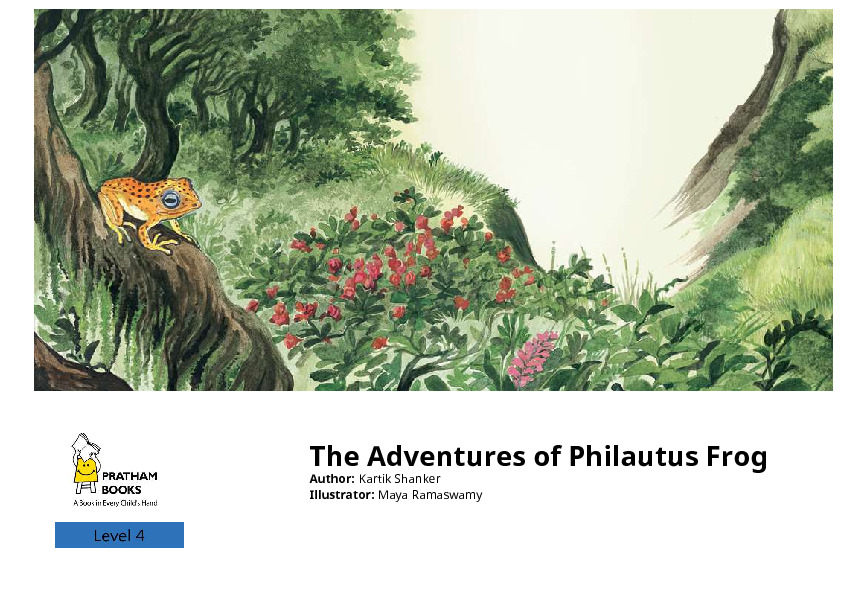 PRATHAM
BOOKS
A Book in Every Child's Hand
Level 4
The Adventures of Philautus Frog
Author: Kartik Shanker
Illustrator: Maya Ramaswamy